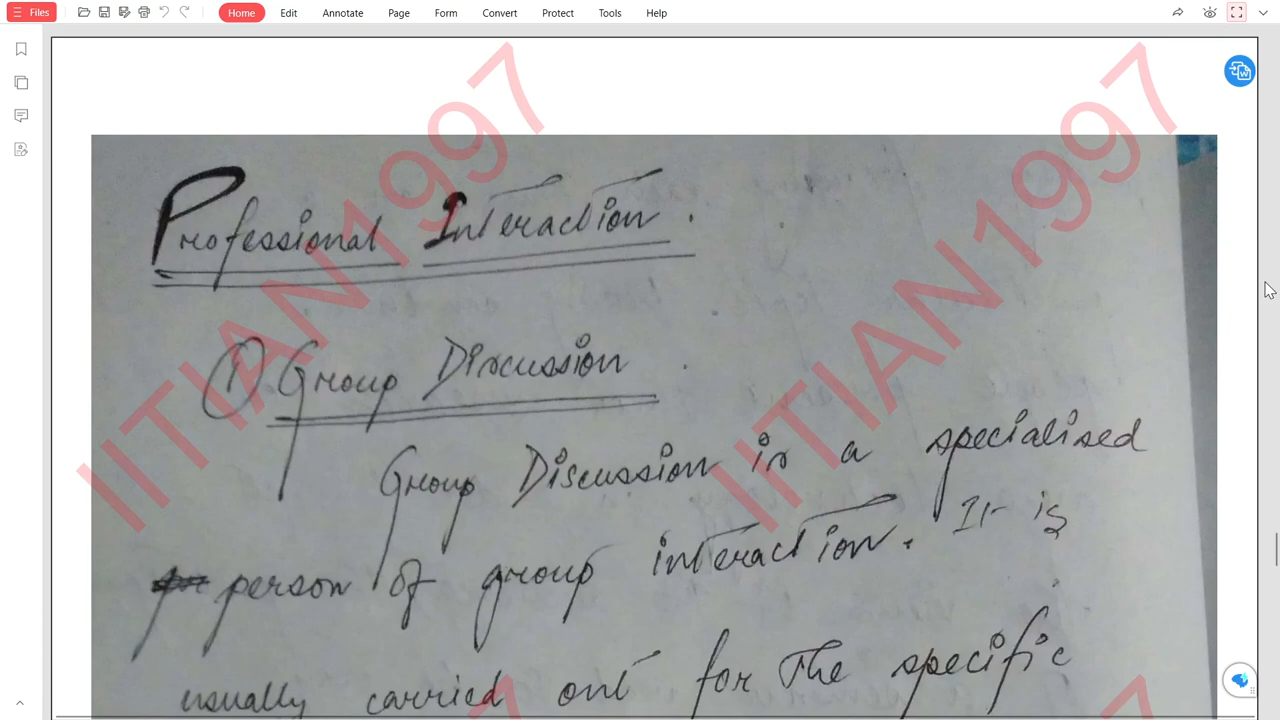 Files
Home Edit Annotate Page Form Convert Protect Tools Help
IITIAN1997 IITIAN1997
Professional Interaction.
① Group Discussion
Group Discussion is a specialised
person of group interaction. It is
usually carried out for the specific